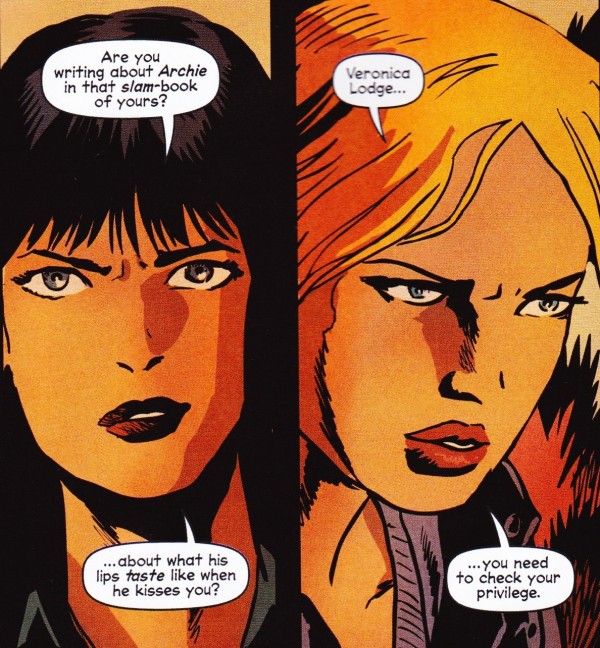 Are you
writing about Archie
in that slam-book
of yours?
...about what his
lips taste like when
he kisses you?
Veronica
Lodge...
...you need
to check your
privilege.